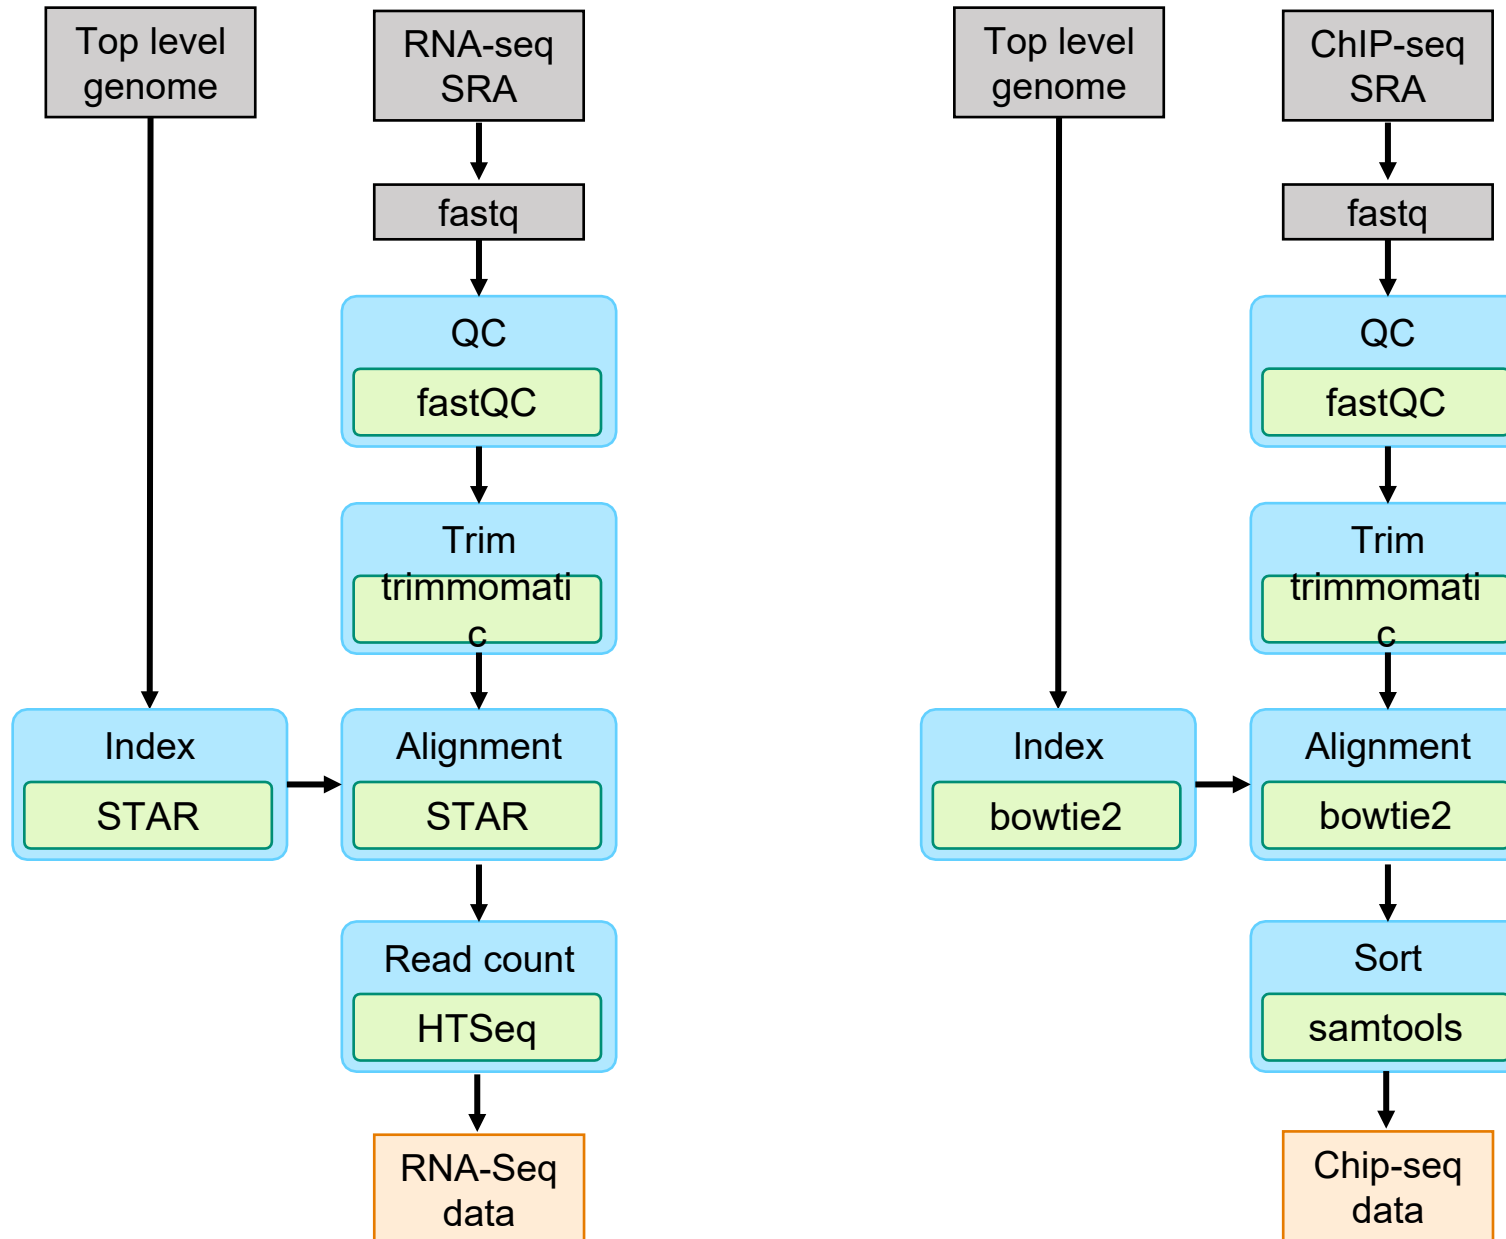 Top level
genome
RNA-seq
SRA
fastq
QC
fastQC
Trim
trimmomati
c
Index
STAR
Alignment
STAR
Read count
HTSeq
RNA-Seq
data
Top level
genome
ChIP-seq
SRA
fastq
QC
fastQC
Trim
trimmomati
c
Index
bowtie2
Alignment
bowtie2
Sort
samtools
Chip-seq
data